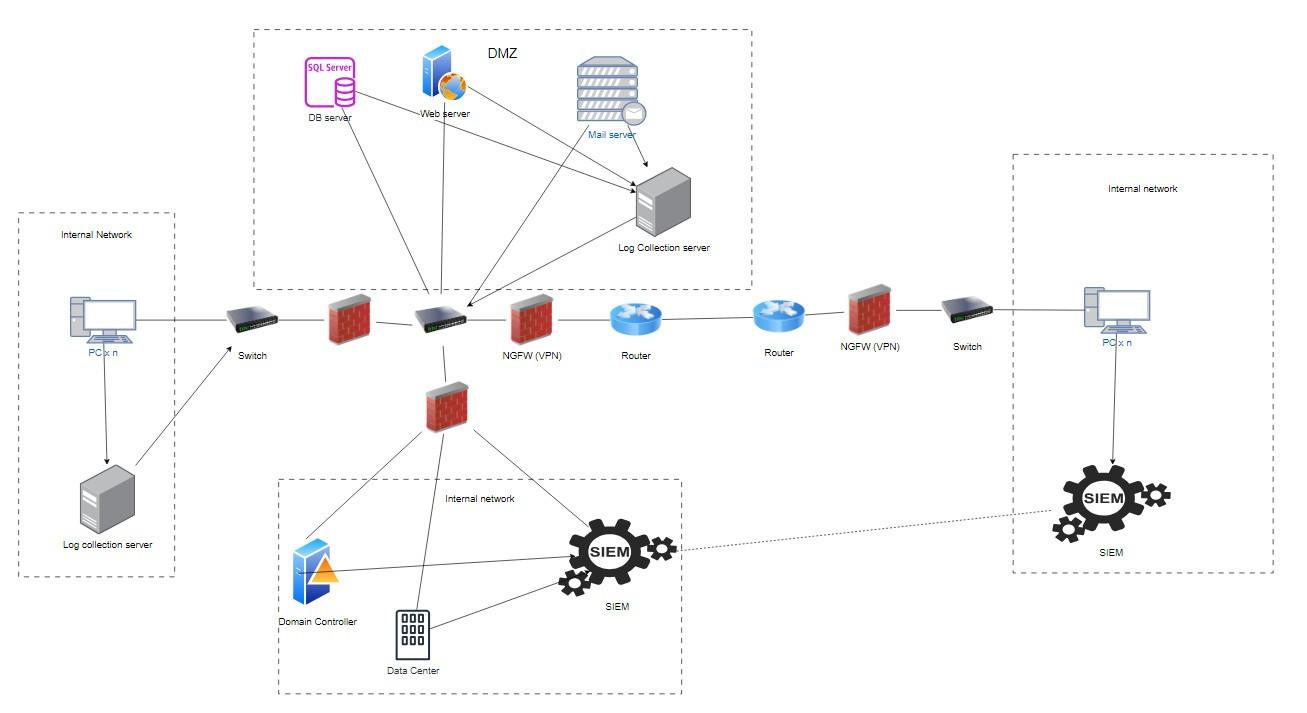 DMZ
SQL Server
DB server
Web server
Mail server
Log Collection server
Internal network
Internal Network
PC x n
Switch
NGFW (VPN)
Router
Router
NGFW (VPN)
Switch
PC x n
Log collection server
Internal network
SIEM
SIEM
Domain Controller
Data Center
SIEM
SIEM